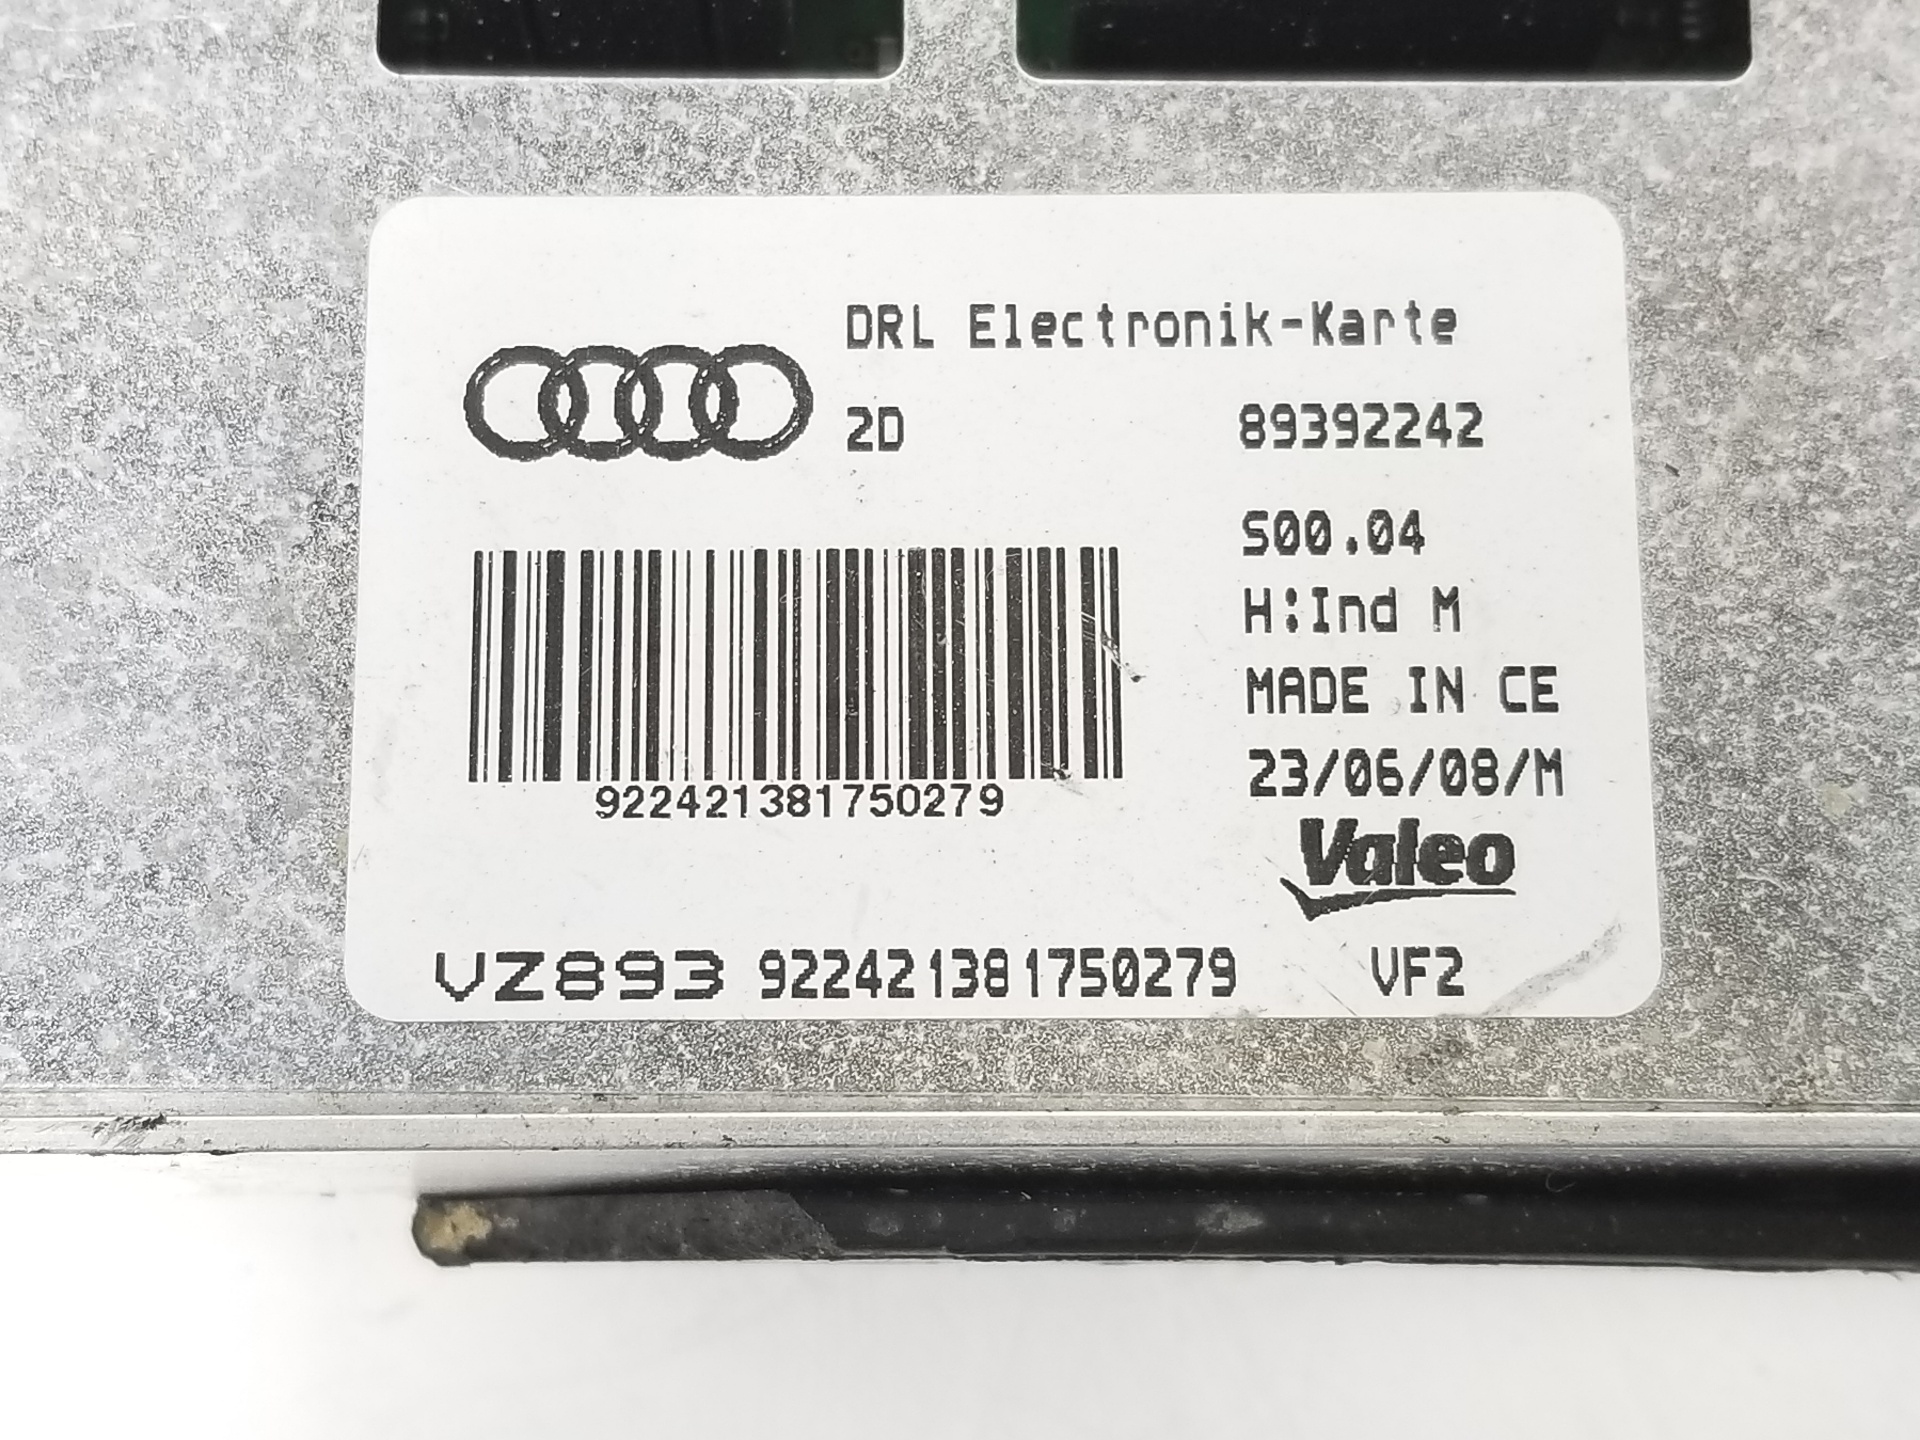 DRL Electronik-Karte
2D 89392242
S00.04
H:Ind M
MADE IN CE
23/06/08/M
922421381750279
Valeo
VZ893 922421381750279 VF2